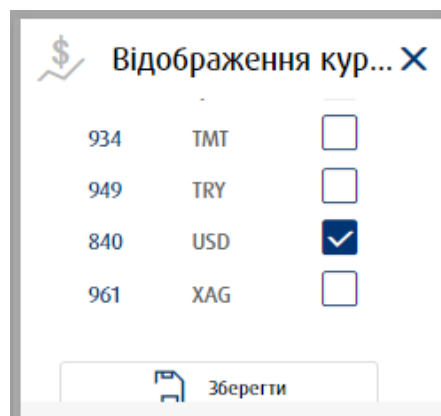 Відображення кур...
934 TMT
949 TRY
840 USD
961 XAG
Зберегти